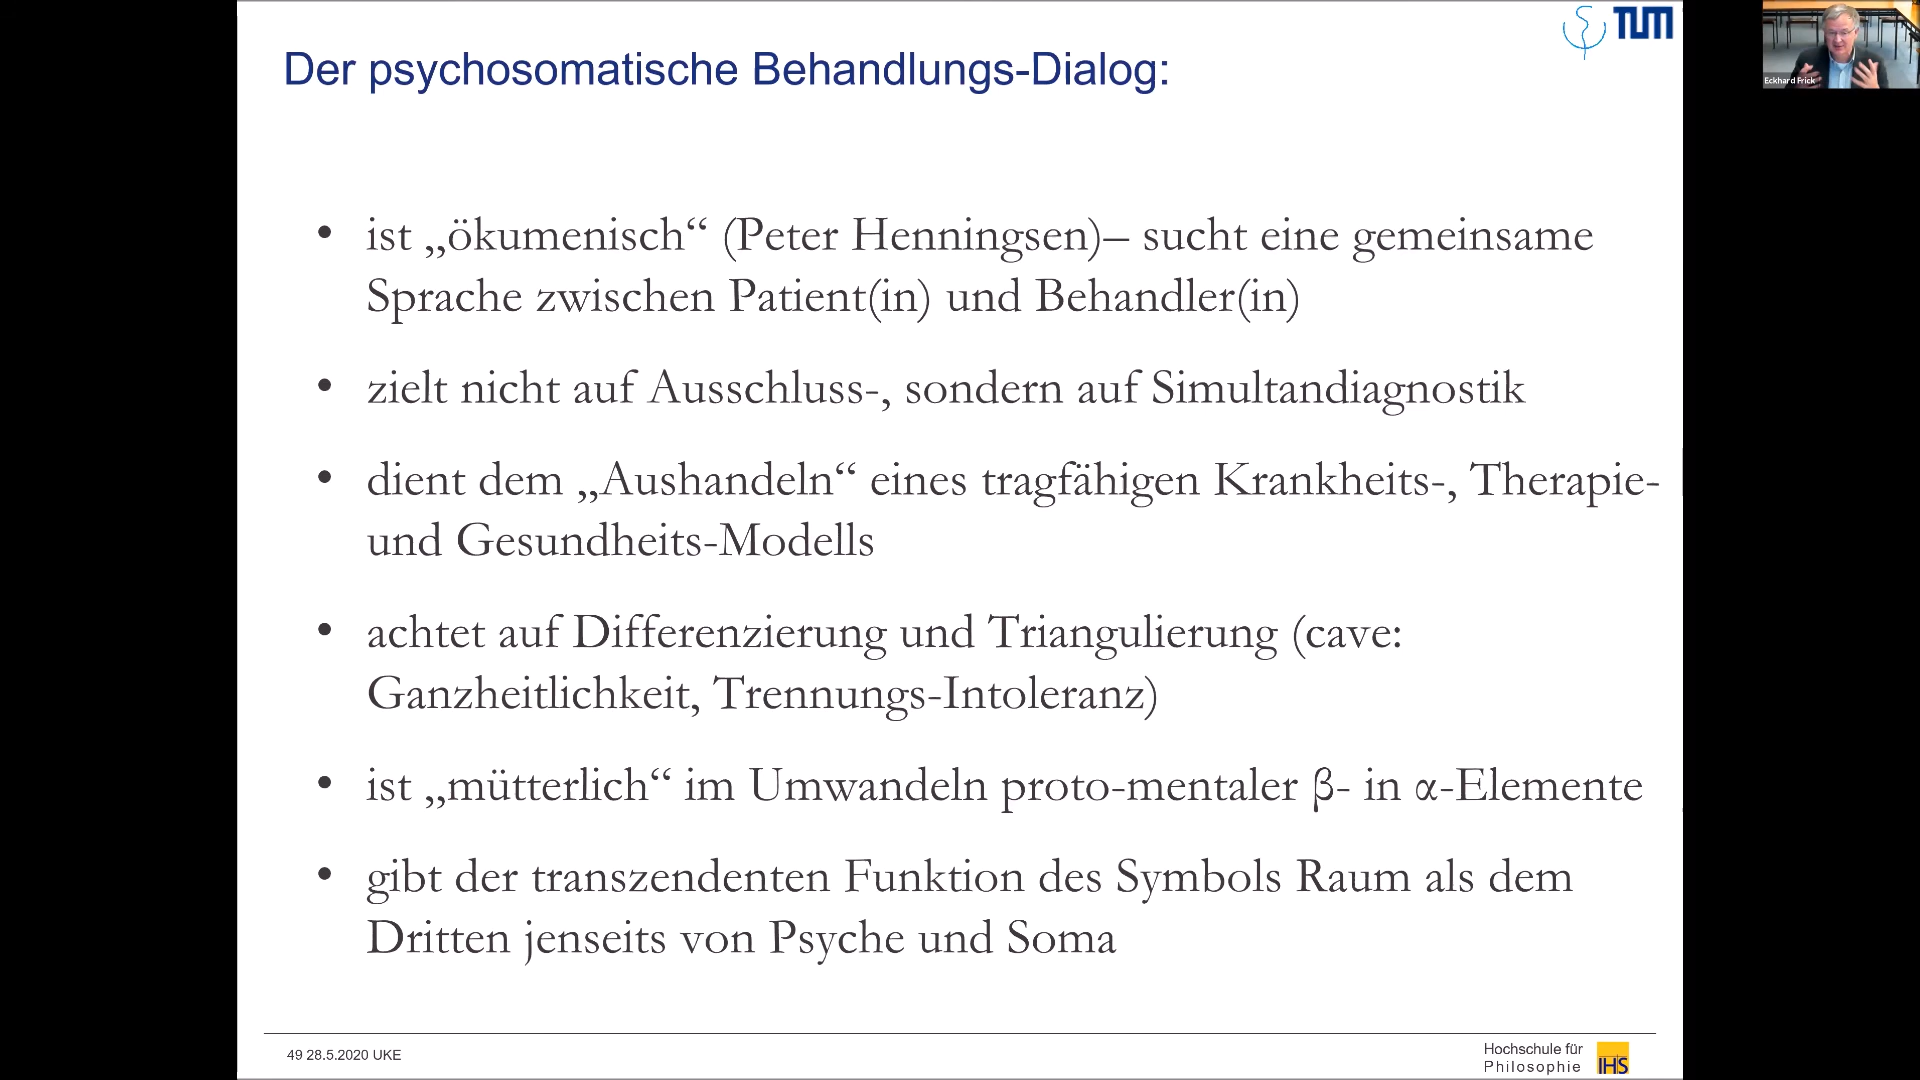 Der psychosomatische Behandlungs-Dialog:
TUM
Eckhard Frick
• ist „ökumenisch“ (Peter Henningsen)– sucht eine gemeinsame
Sprache zwischen Patient(in) und Behandler(in)
• zielt nicht auf Ausschluss-, sondern auf Simultandiagnostik
• dient dem „Aushandeln“ eines tragfähigen Krankheits-, Therapie-
und Gesundheits-Modells
• achtet auf Differenzierung und Triangulierung (cave:
Ganzheitlichkeit, Trennungs-Intoleranz)
• ist „mütterlich“ im Umwandeln proto-mentaler β- in α-Elemente
• gibt der transzendenten Funktion des Symbols Raum als dem
Dritten jenseits von Psyche und Soma
49 28.5.2020 UKE
Hochschule für
Philosophie
IHS